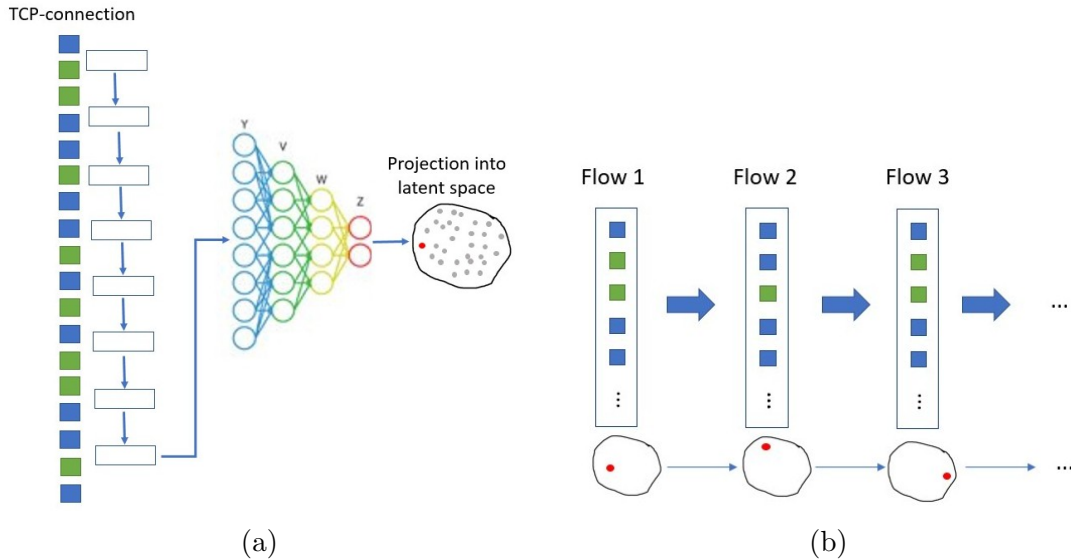 TCP-connection
Y
V
W
Z
Projection into
latent space
(a)
Flow 1
Flow 2
Flow 3
...
⋮
⋮
⋮
...
(b)